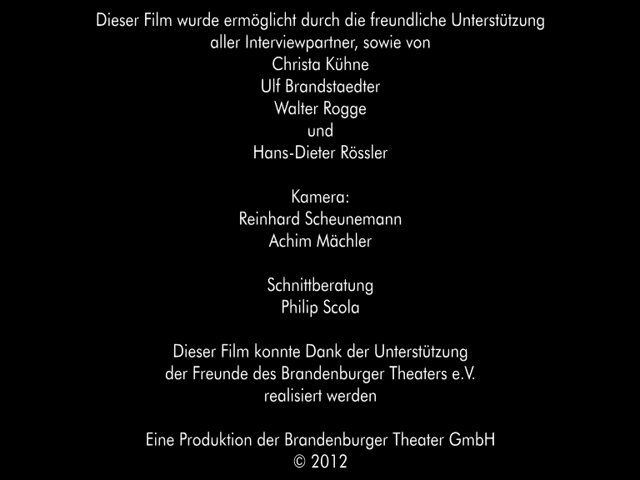 Dieser Film wurde ermöglicht durch die freundliche Unterstützung
aller Interviewpartner, sowie von
Christa Kühne
Ulf Brandstaedter
Walter Rogge
und
Hans-Dieter Rössler
Kamera:
Reinhard Scheunemann
Achim Mächler
Schnittberatung
Philip Scola
Dieser Film konnte Dank der Unterstützung
der Freunde des Brandenburger Theaters e.V.
realisiert werden
Eine Produktion der Brandenburger Theater GmbH
© 2012